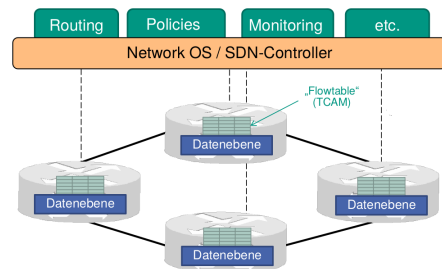 Routing
Policies
Monitoring
etc.
Network OS / SDN-Controller
„Flowtable“
(TCAM)
Datenebene
Datenebene
Datenebene
Datenebene